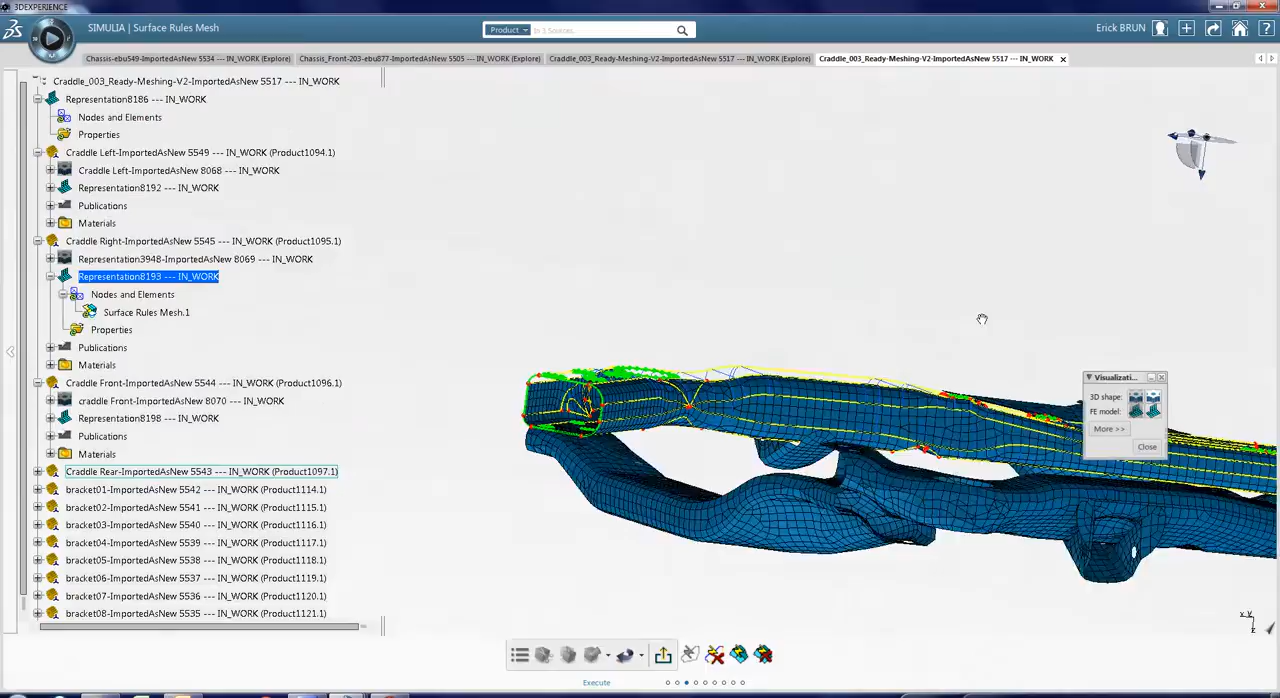 3DEXPERIENCE
SIMULIA | Surface Rules Mesh
Product
in 3 Sources...
Erick BRUN
Chassis-ebu549-ImportedAsNew 5534 --- IN_WORK (Explore)
Chassis_Front-203-ebu877-ImportedAsNew 5505 --- IN_WORK (Explore)
Craddle_003_Ready-Meshing-V2-ImportedAsNew 5517 --- IN_WORK (Explore)
Craddle_003_Ready-Meshing-V2-ImportedAsNew 5517 --- IN_WORK
Craddle_003_Ready-Meshing-V2-ImportedAsNew 5517 --- IN_WORK
Representation8186 --- IN_WORK
Nodes and Elements
Properties
Craddle Left-ImportedAsNew 5549 --- IN_WORK (Product1094.1)
Craddle Left-ImportedAsNew 8068 --- IN_WORK
Representation8192 --- IN_WORK
Publications
Materials
Craddle Right-ImportedAsNew 5545 --- IN_WORK (Product1095.1)
Representation3948-ImportedAsNew 8069 --- IN_WORK
Representation8193 --- IN_WORK
Nodes and Elements
Surface Rules Mesh.1
Properties
Publications
Materials
Craddle Front-ImportedAsNew 5544 --- IN_WORK (Product1096.1)
craddle Front-ImportedAsNew 8070 --- IN_WORK
Representation8198 --- IN_WORK
Publications
Materials
Craddle Rear-ImportedAsNew 5543 --- IN_WORK (Product1097.1)
bracket01-ImportedAsNew 5542 --- IN_WORK (Product1114.1)
bracket02-ImportedAsNew 5541 --- IN_WORK (Product1115.1)
bracket03-ImportedAsNew 5540 --- IN_WORK (Product1116.1)
bracket04-ImportedAsNew 5539 --- IN_WORK (Product1117.1)
bracket05-ImportedAsNew 5538 --- IN_WORK (Product1118.1)
bracket06-ImportedAsNew 5537 --- IN_WORK (Product1119.1)
bracket07-ImportedAsNew 5536 --- IN_WORK (Product1120.1)
bracket08-ImportedAsNew 5535 --- IN_WORK (Product1121.1)
Visualizati...
3D shape:
FE model:
More >>
Close
x y
z
Execute